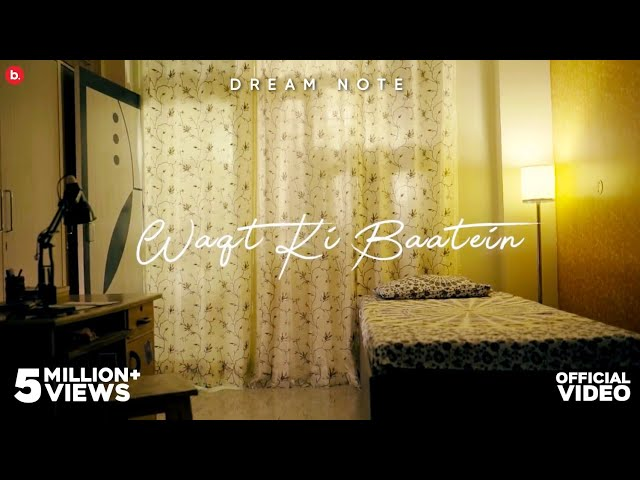 b.
DREAM NOTE
Waqt Ki Baatein
5 MILLION+
VIEWS
OFFICIAL
VIDEO